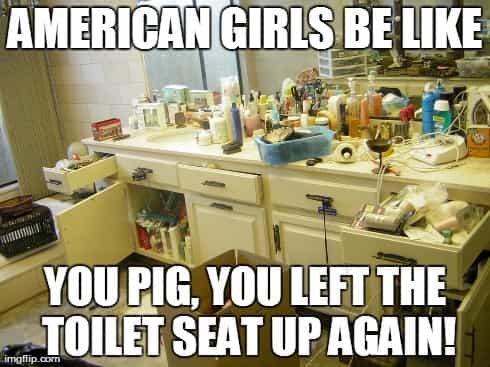 AMERICAN GIRLS BE LIKE
YOU PIG, YOU LEFT THE
TOILET SEAT UP AGAIN!
imgflip.com